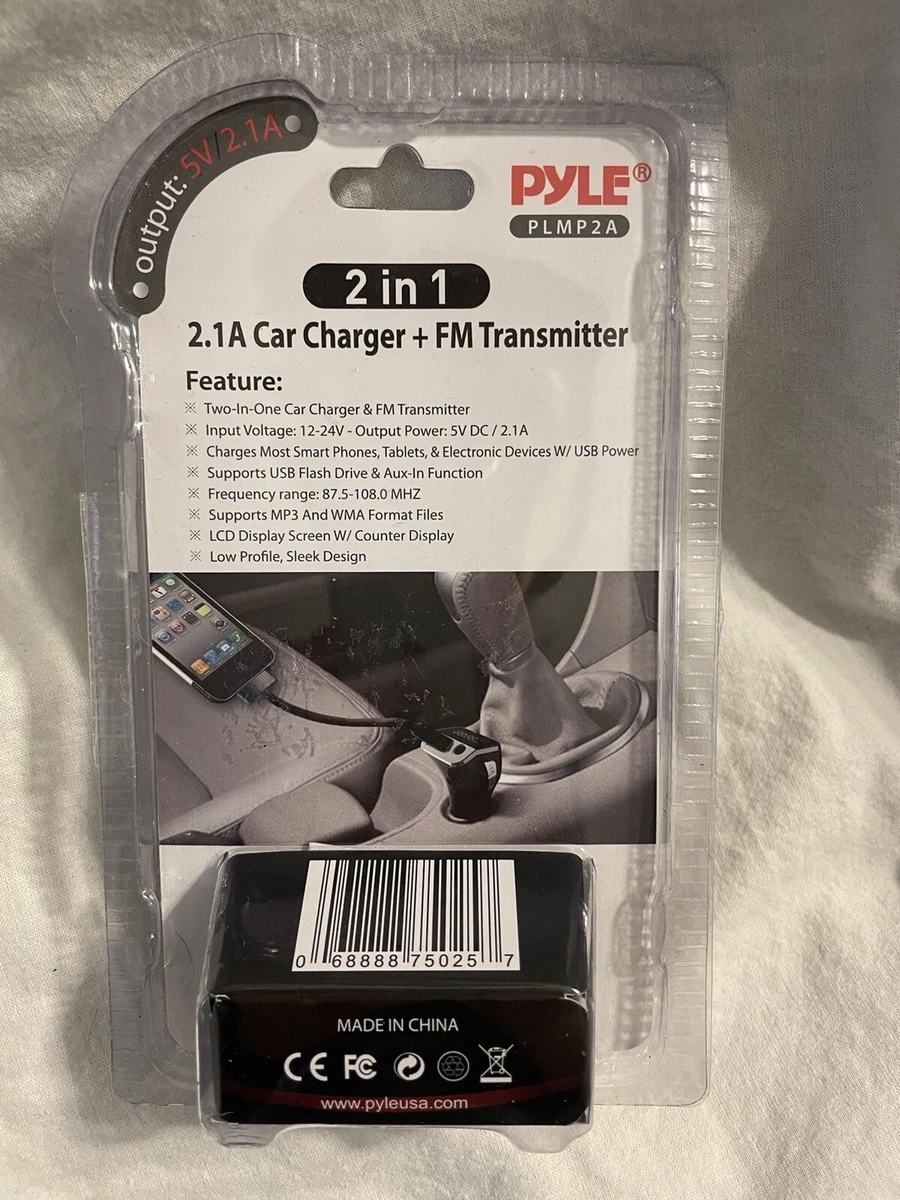 output: 5V/2.1A
PYLE®
PLMP2A
2 in 1
2.1A Car Charger + FM Transmitter
Feature:
※ Two-In-One Car Charger & FM Transmitter
※ Input Voltage: 12-24V - Output Power: 5V DC / 2.1A
※ Charges Most Smart Phones, Tablets, & Electronic Devices W/ USB Power
※ Supports USB Flash Drive & Aux-In Function
※ Frequency range: 87.5-108.0 MHZ
※ Supports MP3 And WMA Format Files
※ LCD Display Screen W/ Counter Display
※ Low Profile, Sleek Design
0 68888 75025 7
MADE IN CHINA
CE FC
www.pyleusa.com